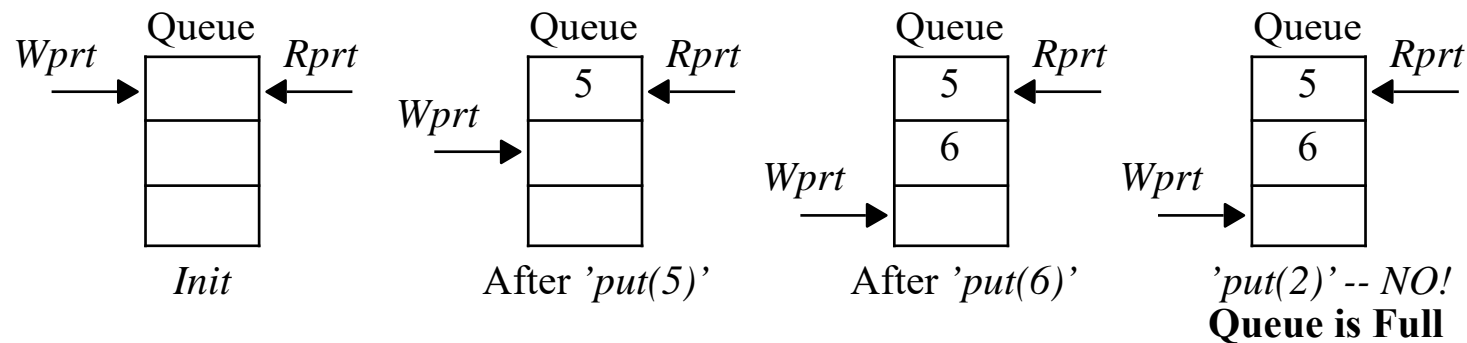 Queue
Wprt
Rprt
Init
Queue
5
Rprt
Wprt
After ’put(5)’
Queue
5
Rprt
6
Wprt
After ’put(6)’
Queue
5
Rprt
6
Wprt
’put(2)’ -- NO!
Queue is Full